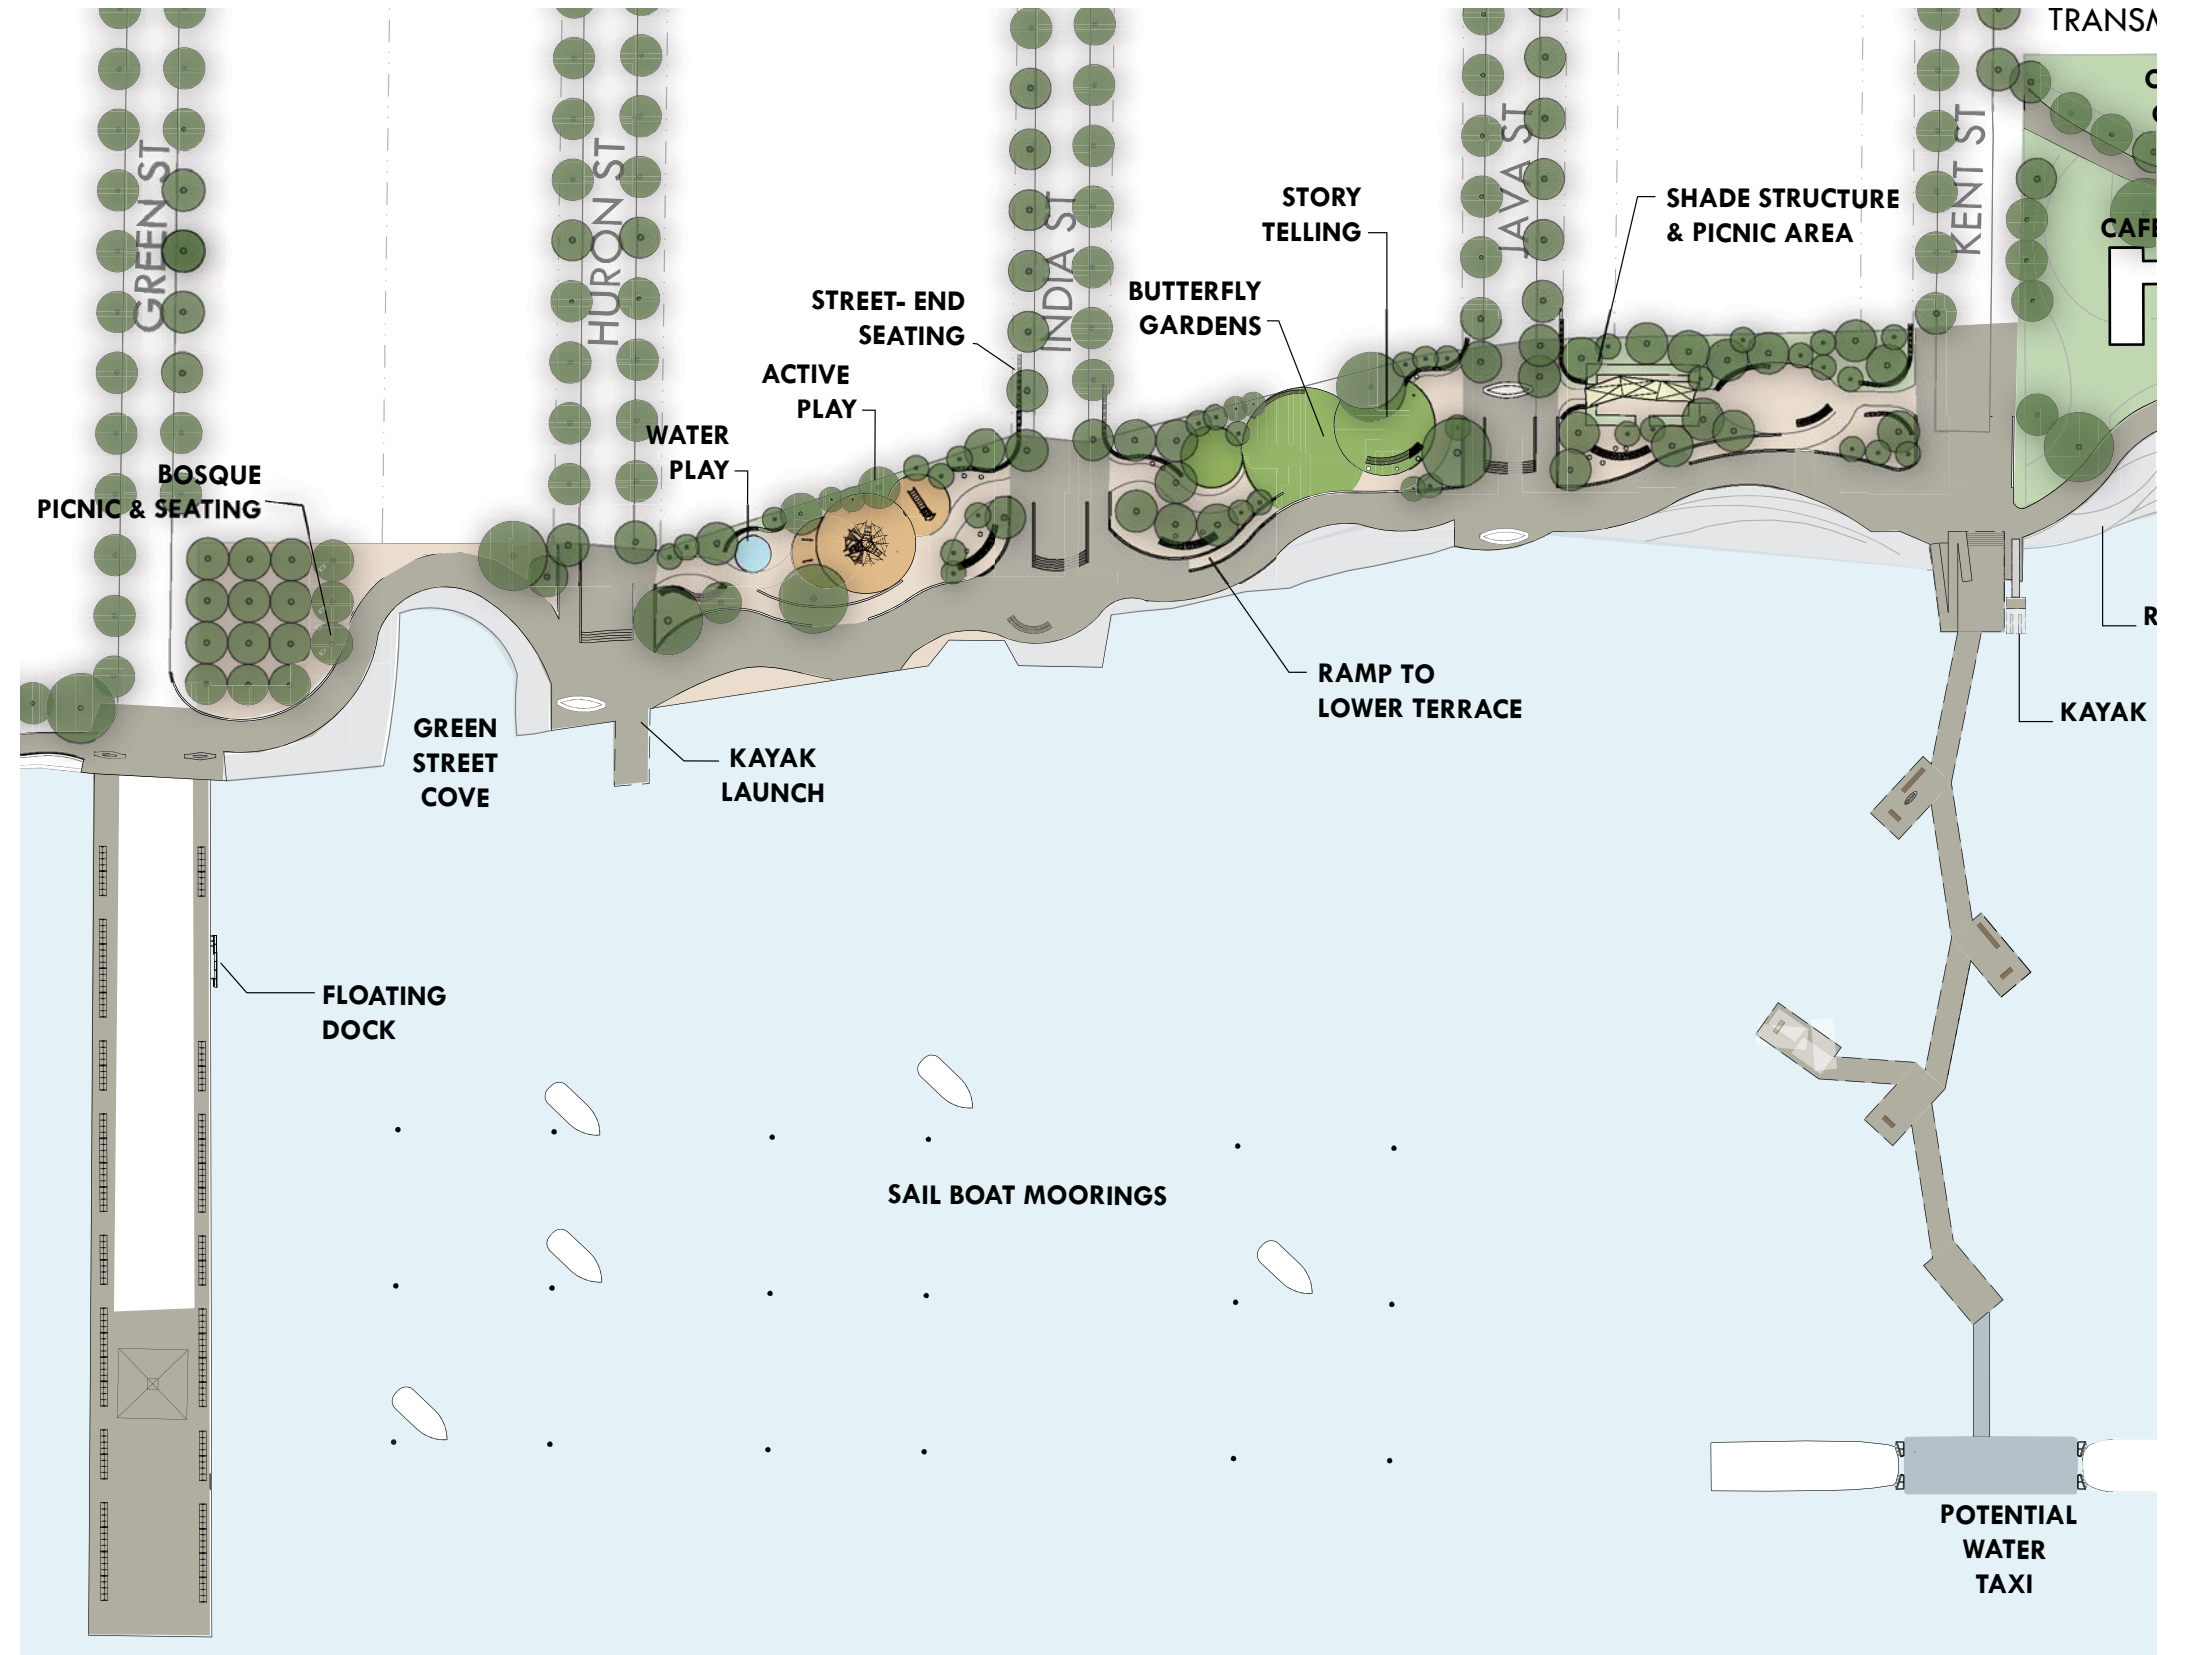 TRANSM
GREEN ST
HURON ST
INDIA ST
JAVA ST
KENT ST
STORY
TELLING
SHADE STRUCTURE
& PICNIC AREA
CAFE
BUTTERFLY
GARDENS
STREET- END
SEATING
ACTIVE
PLAY
WATER
PLAY
BOSQUE
PICNIC & SEATING
RAMP TO
LOWER TERRACE
R
KAYAK
GREEN
STREET
COVE
KAYAK
LAUNCH
FLOATING
DOCK
SAIL BOAT MOORINGS
POTENTIAL
WATER
TAXI